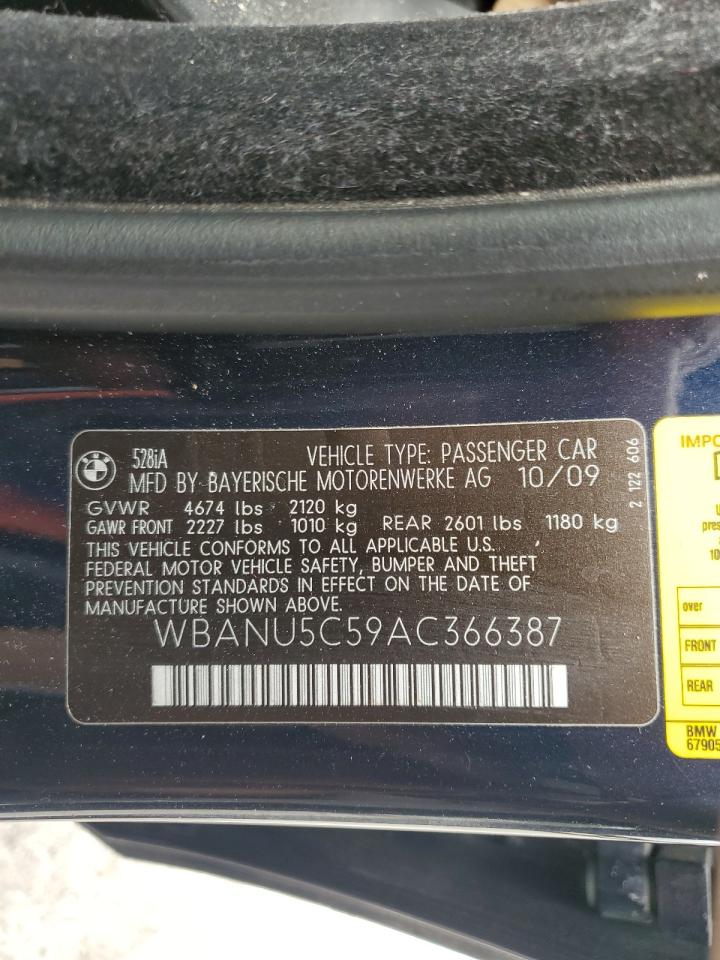 528iA VEHICLE TYPE: PASSENGER CAR
MFD BY BAYERISCHE MOTORENWERKE AG 10/09
GVWR 4674 lbs 2120 kg
GAWR FRONT 2227 lbs 1010 kg REAR 2601 lbs 1180 kg
THIS VEHICLE CONFORMS TO ALL APPLICABLE U.S.
FEDERAL MOTOR VEHICLE SAFETY, BUMPER AND THEFT
PREVENTION STANDARDS IN EFFECT ON THE DATE OF
MANUFACTURE SHOWN ABOVE.
WBANU5C59AC366387
2 122 606
over
FRONT
REAR
BMW